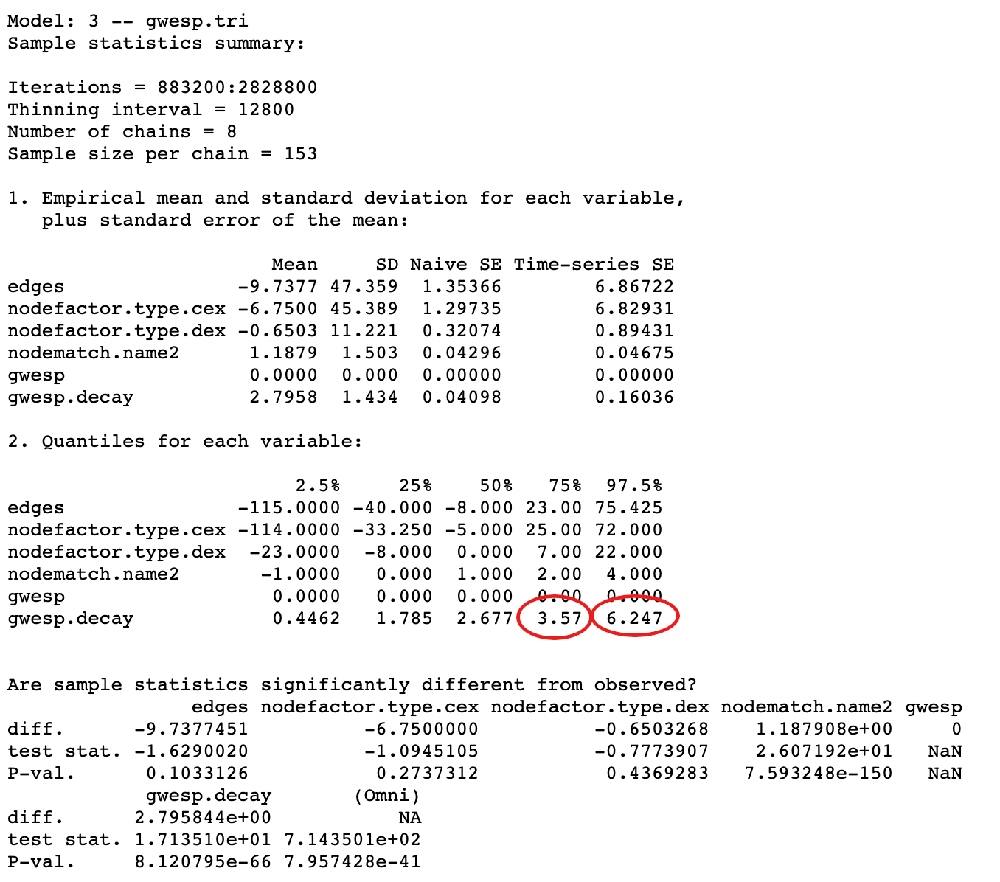 Model: 3 -- gwesp.tri
Sample statistics summary:
Iterations = 883200:2828800
Thinning interval = 12800
Number of chains = 8
Sample size per chain = 153
1. Empirical mean and standard deviation for each variable,
   plus standard error of the mean:
                       Mean     SD Naive SE Time-series SE
edges               -9.7377 47.359  1.35366        6.86722
nodefactor.type.cex -6.7500 45.389  1.29735        6.82931
nodefactor.type.dex -0.6503 11.221  0.32074        0.89431
nodematch.name2      1.1879  1.503  0.04296        0.04675
gwesp                0.0000  0.000  0.00000        0.00000
gwesp.decay          2.7958  1.434  0.04098        0.16036
2. Quantiles for each variable:
                         2.5%     25%    50%   75%  97.5%
edges               -115.0000 -40.000 -8.000 23.00 75.425
nodefactor.type.cex -114.0000 -33.250 -5.000 25.00 72.000
nodefactor.type.dex  -23.0000  -8.000  0.000  7.00 22.000
nodematch.name2       -1.0000   0.000  1.000  2.00  4.000
gwesp                  0.0000   0.000  0.000  0.00  0.000
gwesp.decay            0.4462   1.785  2.677  3.57  6.247
Are sample statistics significantly different from observed?
                edges nodefactor.type.cex nodefactor.type.dex nodematch.name2 gwesp
diff.      -9.7377451          -6.7500000          -0.6503268    1.187908e+00     0
test stat. -1.6290020          -1.0945105          -0.7773907    2.607192e+01   NaN
P-val.      0.1033126           0.2737312           0.4369283   7.593248e-150   NaN
            gwesp.decay       (Omni)
diff.      2.795844e+00           NA
test stat. 1.713510e+01 7.143501e+02
P-val.     8.120795e-66 7.957428e-41